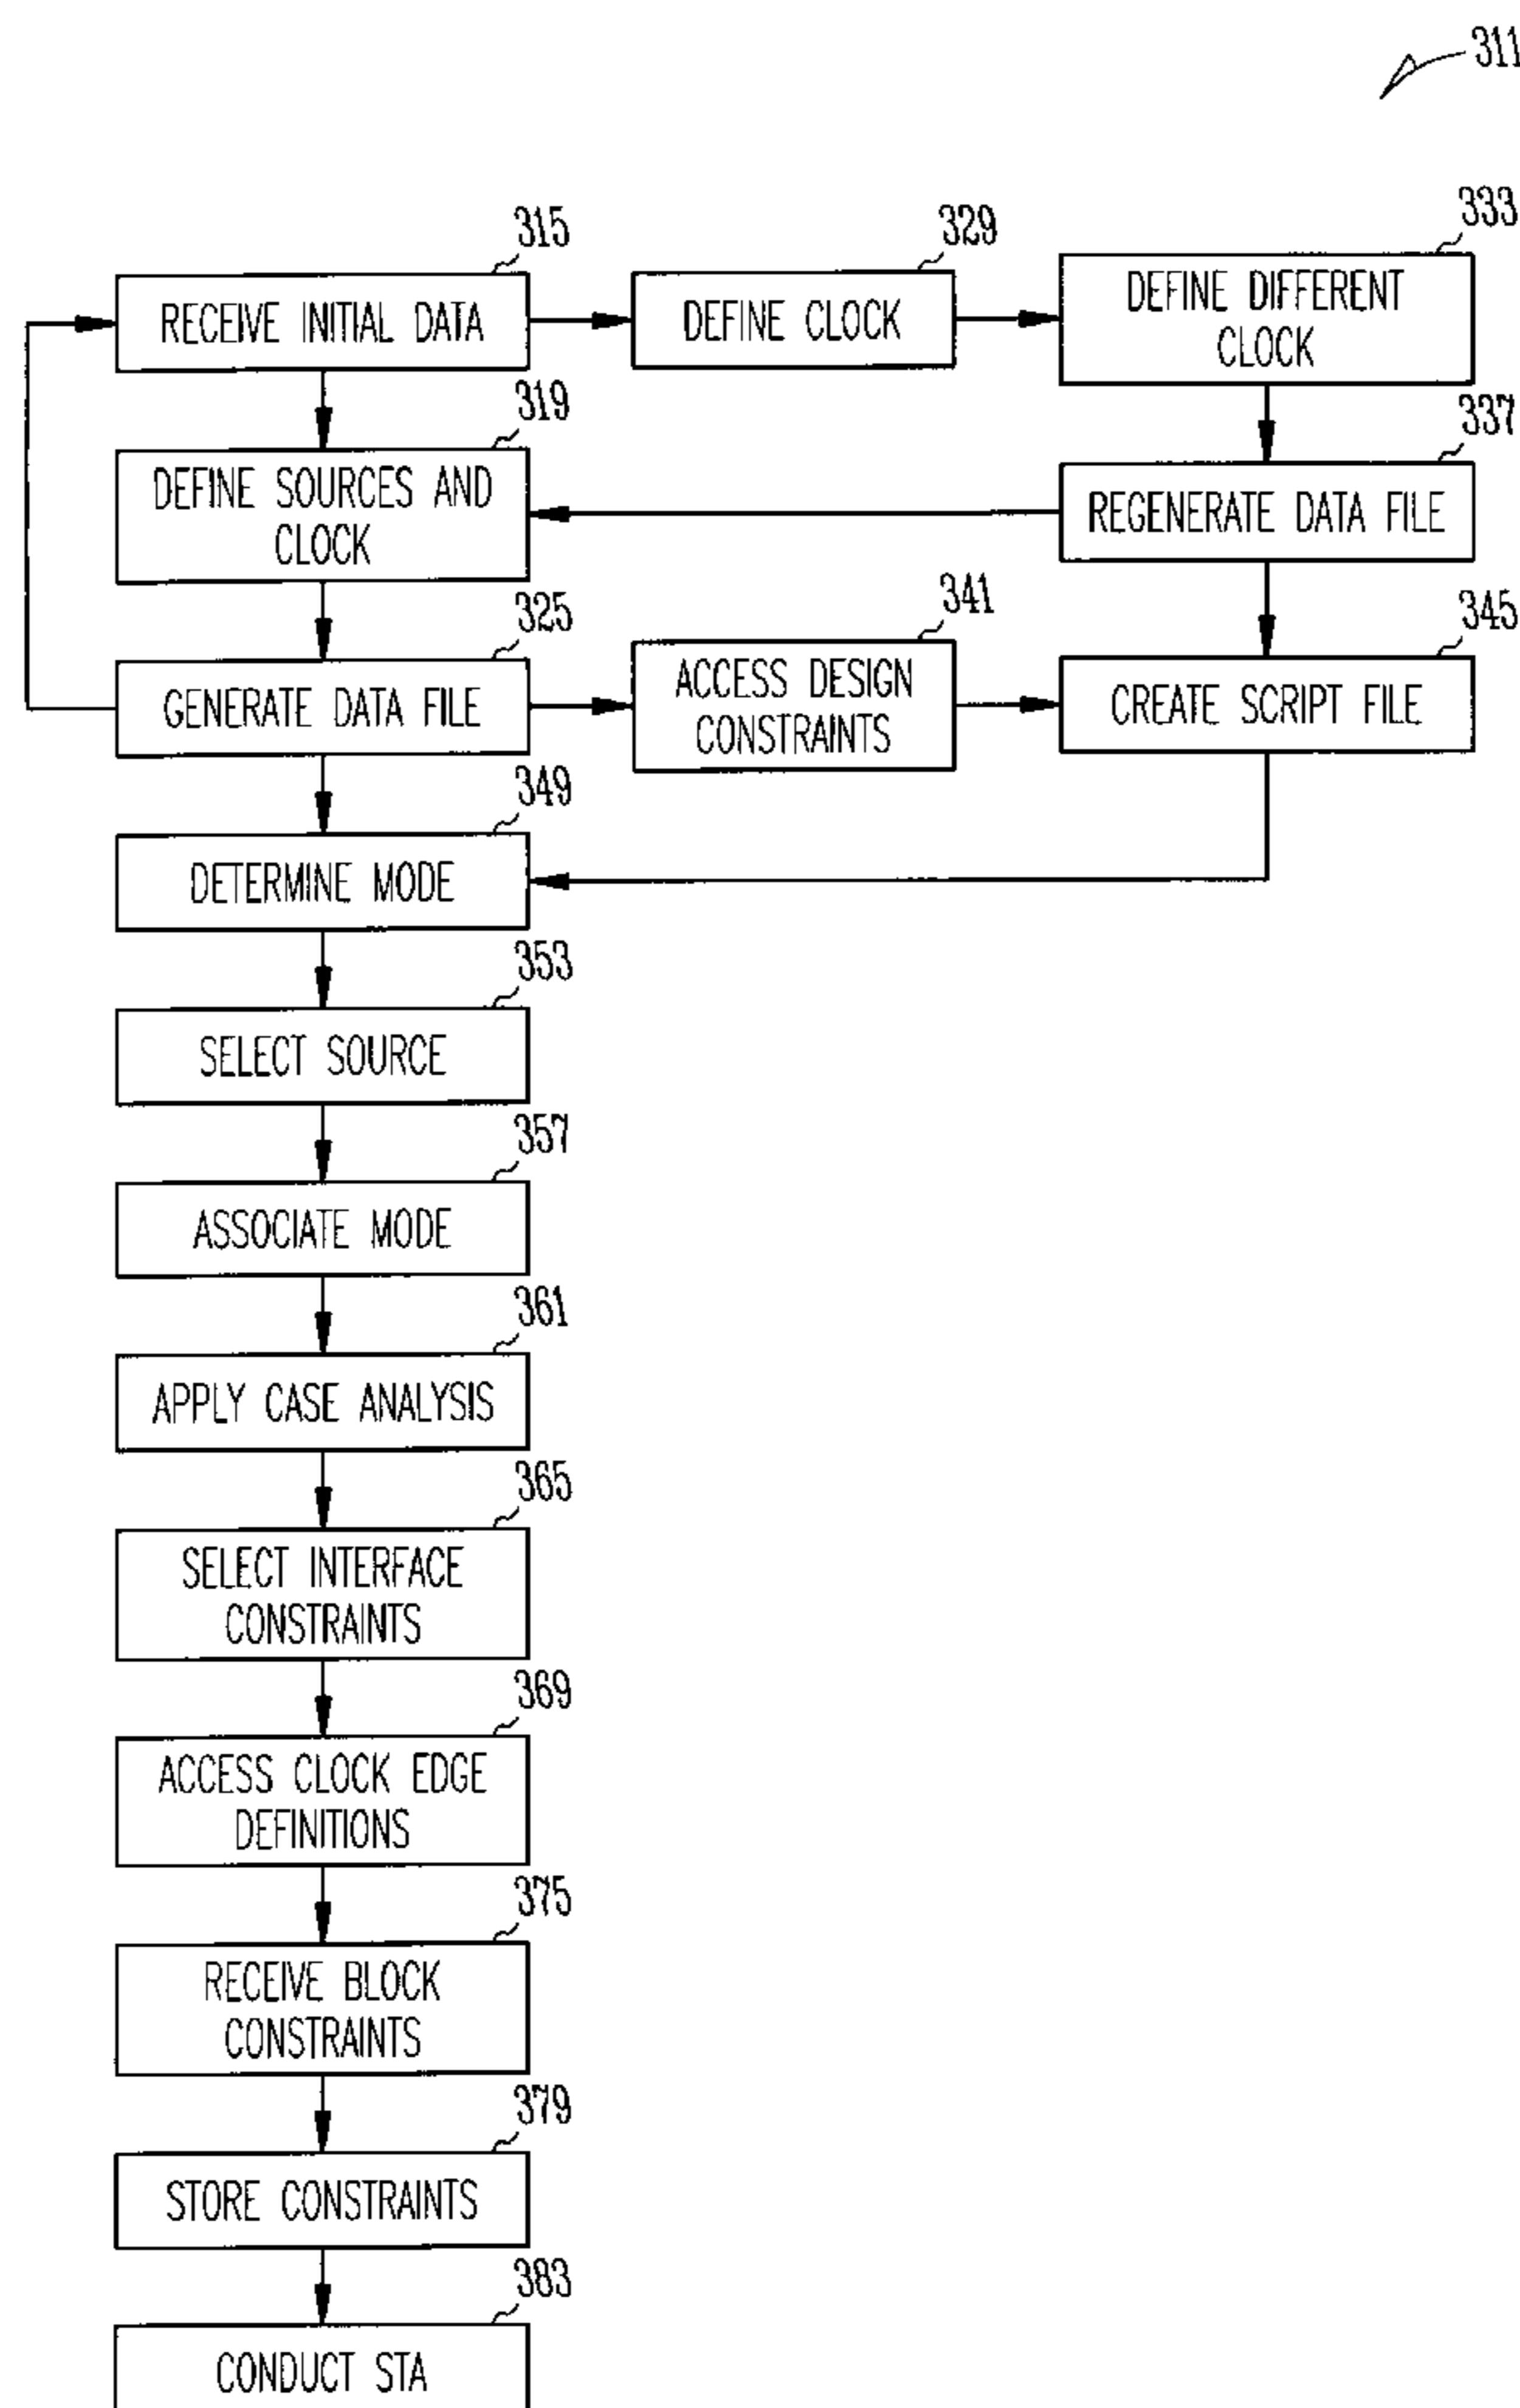 311
315
RECEIVE INITIAL DATA
329
DEFINE CLOCK
333
DEFINE DIFFERENT
CLOCK
319
DEFINE SOURCES AND
CLOCK
337
REGENERATE DATA FILE
325
GENERATE DATA FILE
341
ACCESS DESIGN
CONSTRAINTS
345
CREATE SCRIPT FILE
349
DETERMINE MODE
353
SELECT SOURCE
357
ASSOCIATE MODE
361
APPLY CASE ANALYSIS
365
SELECT INTERFACE
CONSTRAINTS
369
ACCESS CLOCK EDGE
DEFINITIONS
375
RECEIVE BLOCK
CONSTRAINTS
379
STORE CONSTRAINTS
383
CONDUCT STA